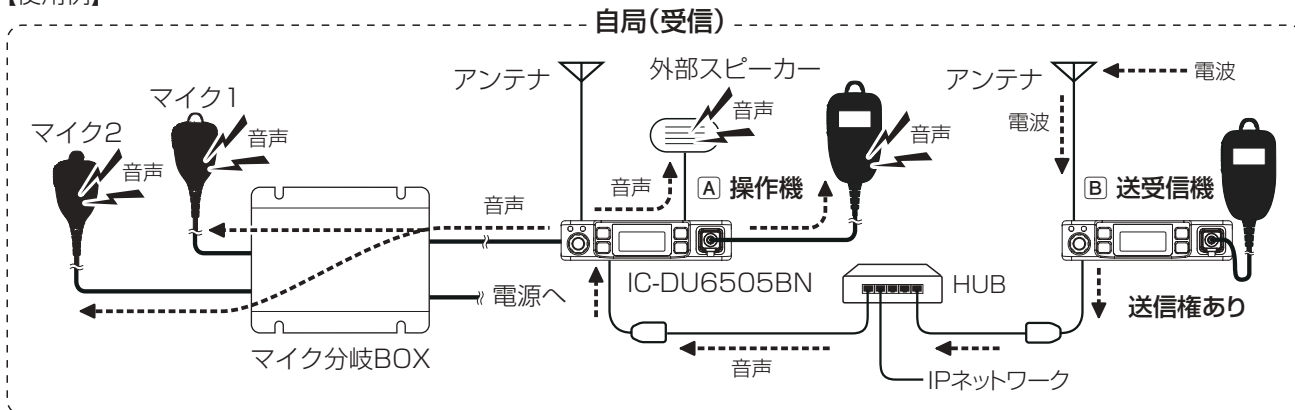 【使用例】
自局(受信)
アンテナ
外部スピーカー
アンテナ
電波
マイク1
音声
音声
電波
マイク2
音声
音声
音声
音声
A 操作機
B 送受信機
音声
IC-DU6505BN
HUB
電源へ
送信権あり
マイク分岐BOX
音声
IPネットワーク